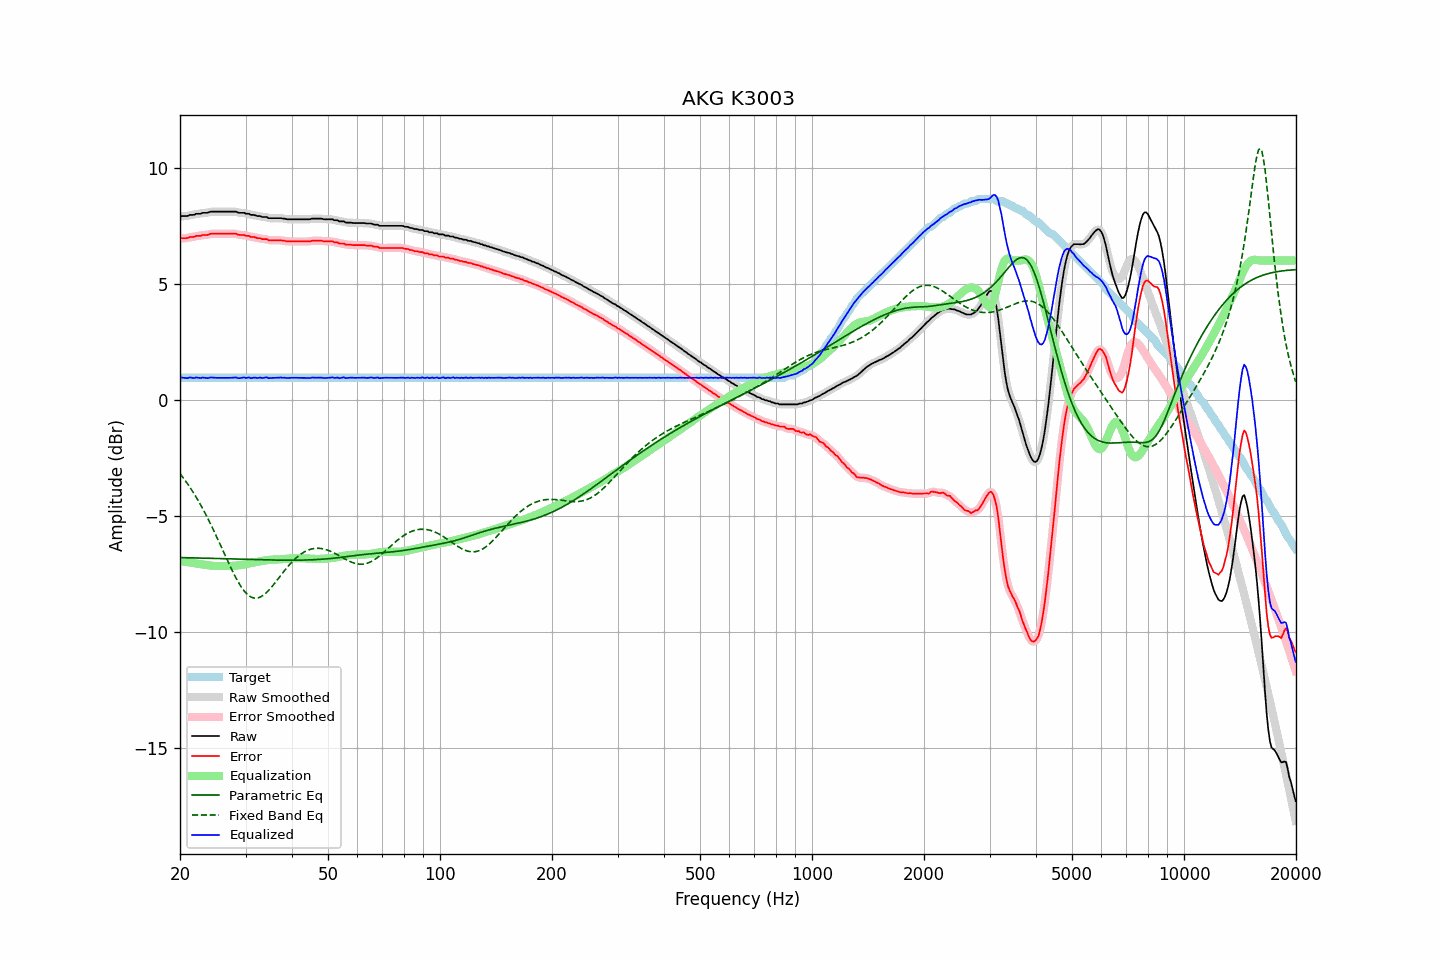 AKG K3003
Amplitude (dBr)
10
5
0
−5
−10
−15
Target
Raw Smoothed
Error Smoothed
Raw
Error
Equalization
Parametric Eq
Fixed Band Eq
Equalized
20 50 100 200 500 1000 2000 5000 10000 20000
Frequency (Hz)